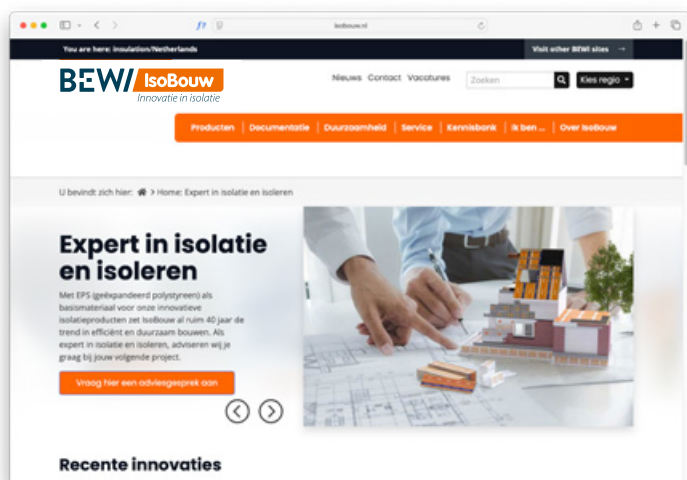 isobouw.nl
You are here: Insulation/Netherlands
Visit other BEWI sites →
BEWI IsoBouw
Innovatie in isolatie
Nieuws Contact Vacatures
Zoeken
Kies regio
Producten | Documentatie | Duurzaamheid | Service | Kennisbank | Ik ben ... | Over IsoBouw
U bevindt zich hier: > Home: Expert in isolatie en isoleren
Expert in isolatie
en isoleren
Met EPS (geëxpandeerd polystyreen) als
basismateriaal voor onze innovatieve
isolatieproducten zet IsoBouw al ruim 40 jaar de
trend in efficiënt en duurzaam bouwen. Als
expert in isolatie en isoleren, adviseren wij je
graag bij jouw volgende project.
Vraag hier een adviesgesprek aan
Recente innovaties